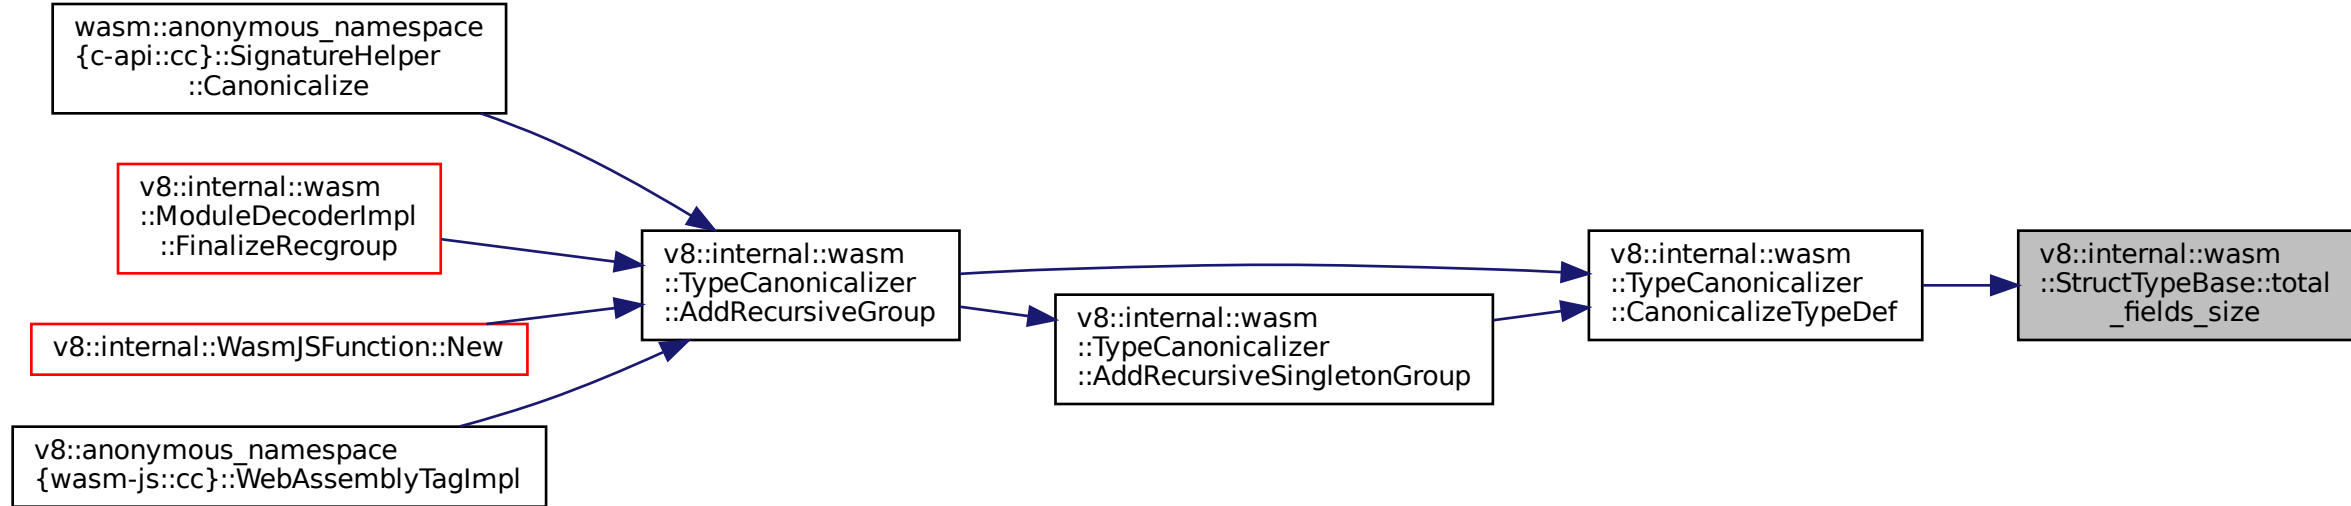 wasm::anonymous_namespace
{c-api::cc}::SignatureHelper
::Canonicalize
v8::internal::wasm
::ModuleDecoderImpl
::FinalizeRecgroup
v8::internal::WasmJSFunction::New
v8::anonymous_namespace
{wasm-js::cc}::WebAssemblyTagImpl
v8::internal::wasm
::TypeCanonicalizer
::AddRecursiveGroup
v8::internal::wasm
::TypeCanonicalizer
::AddRecursiveSingletonGroup
v8::internal::wasm
::TypeCanonicalizer
::CanonicalizeTypeDef
v8::internal::wasm
::StructTypeBase::total
_fields_size